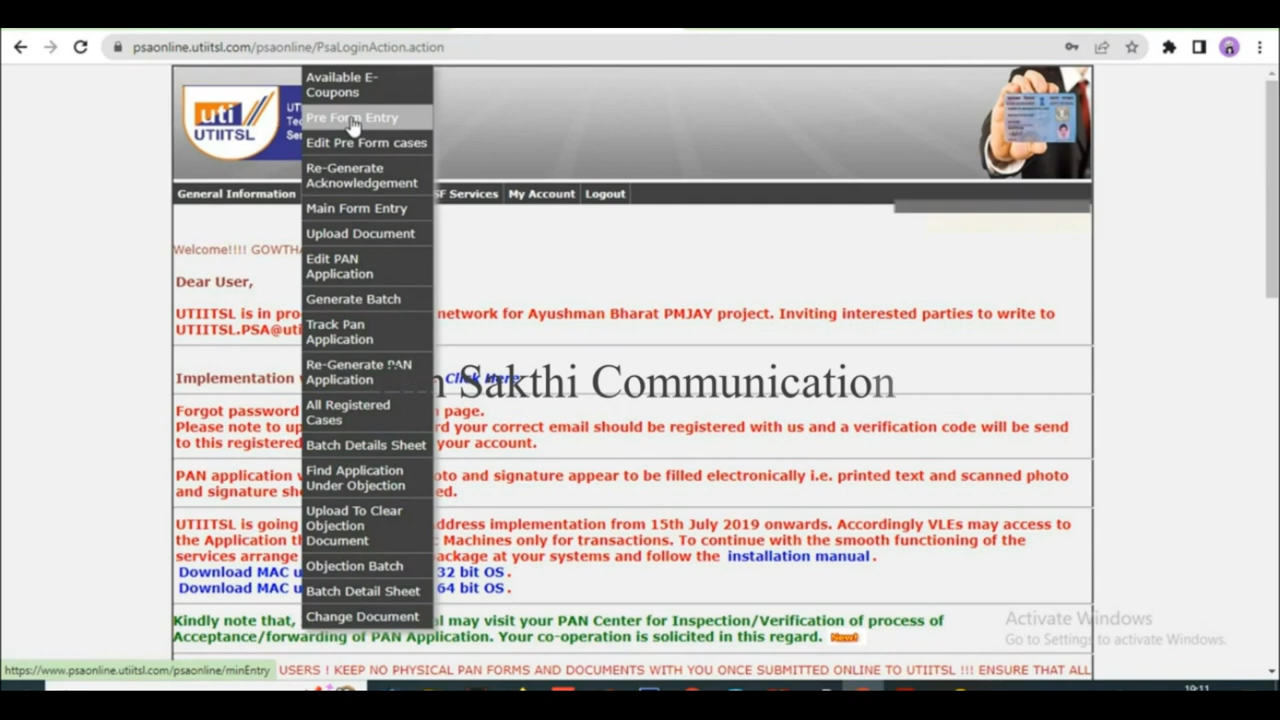 psaonline.utiitsl.com/psaonline/PsaLoginAction.action
uti
UTIITSL
Available E-
Coupons
Pre Form Entry
Edit Pre Form cases
Re-Generate
Acknowledgement
Main Form Entry
Upload Document
Edit PAN
Application
Generate Batch
Track Pan
Application
Re-Generate PAN
Application
All Registered
Cases
Batch Details Sheet
Find Application
Under Objection
Upload To Clear
Objection
Document
Objection Batch
Batch Detail Sheet
Change Document
General Information
SF Services My Account Logout
Welcome!!!! GOWTHA
Dear User,
UTIITSL is in pro network for Ayushman Bharat PMJAY project. Inviting interested parties to write to
UTIITSL.PSA@uti
Implementation Click Here
Sakthi Communication
Forgot password page.
Please note to up d your correct email should be registered with us and a verification code will be send
to this registered your account.
PAN application oto and signature appear to be filled electronically i.e. printed text and scanned photo
and signature sh ed.
UTIITSL is going ddress implementation from 15th July 2019 onwards. Accordingly VLEs may access to
the Application th c Machines only for transactions. To continue with the smooth functioning of the
services arrange ackage at your systems and follow the installation manual.
Download MAC u 32 bit OS.
Download MAC u 64 bit OS.
Kindly note that, al may visit your PAN Center for Inspection/Verification of process of
Acceptance/forwarding of PAN Application. Your co-operation is solicited in this regard. New!
Activate Windows
Go to Settings to activate Windows.
https://www.psaonline.utiitsl.com/psaonline/minEntry
USERS ! KEEP NO PHYSICAL PAN FORMS AND DOCUMENTS WITH YOU ONCE SUBMITTED ONLINE TO UTIITSL !!! ENSURE THAT ALL
19:11